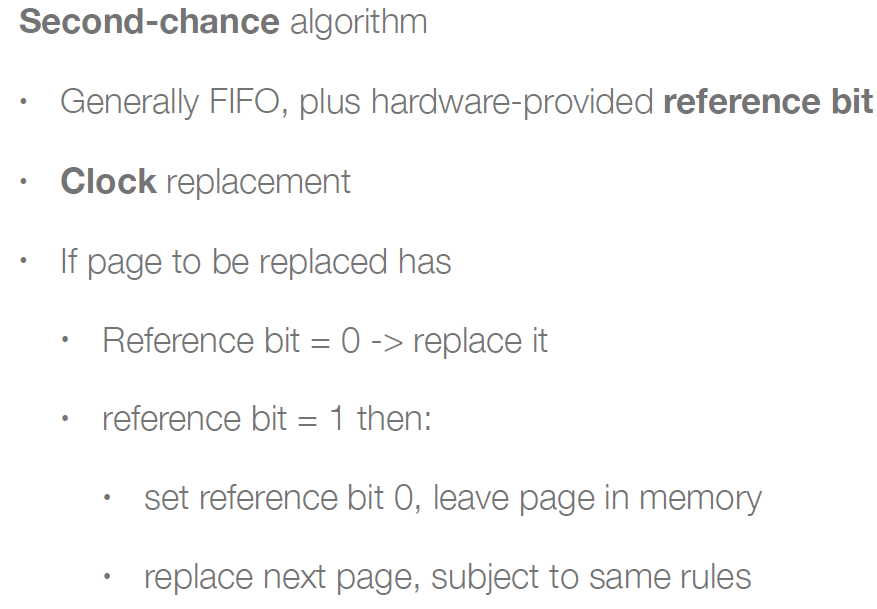 Second-chance algorithm
• Generally FIFO, plus hardware-provided reference bit
• Clock replacement
• If page to be replaced has
• Reference bit = 0 -> replace it
• reference bit = 1 then:
• set reference bit 0, leave page in memory
• replace next page, subject to same rules